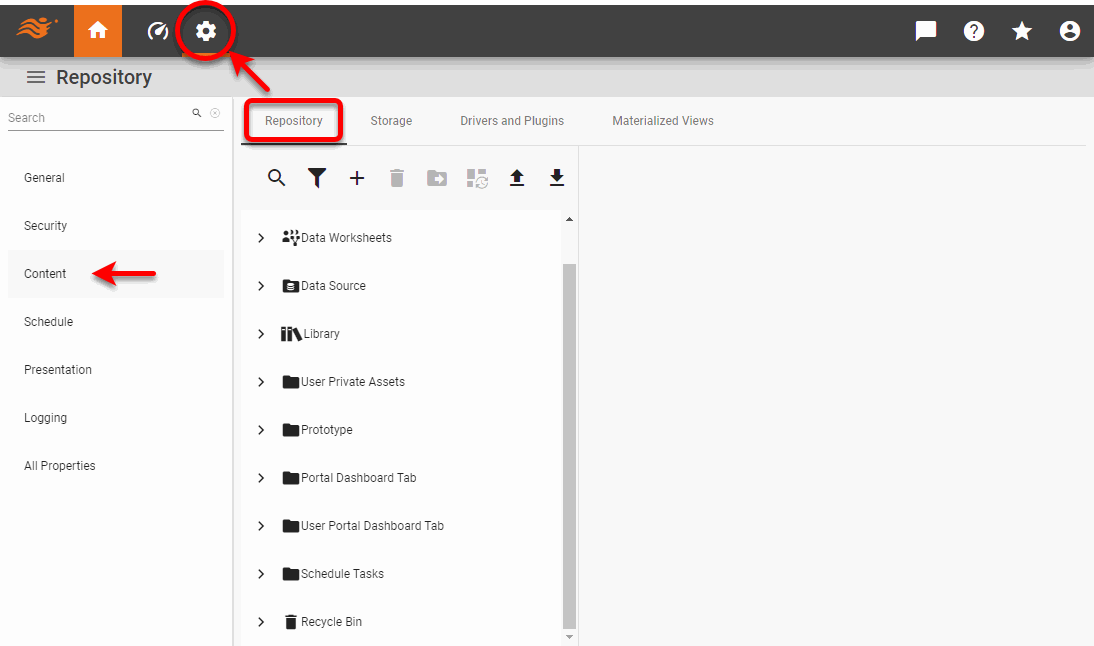 Repository
Search
General
Security
Content
Schedule
Presentation
Logging
All Properties
Repository Storage Drivers and Plugins Materialized Views
Data Worksheets
Data Source
Library
User Private Assets
Prototype
Portal Dashboard Tab
User Portal Dashboard Tab
Schedule Tasks
Recycle Bin